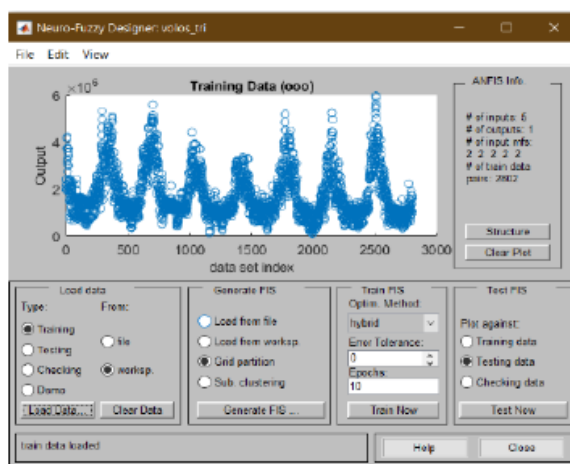 Neuro-Fuzzy Designer: volos_tri
File Edit View
Training Data (ooo)
×10^6
6
4
2
0
Output
0 500 1000 1500 2000 2500 3000
data set index
ANFIS Info.
# of inputs: 5
# of outputs: 1
# of input mfs:
2 2 2 2 2
# of train data
pairs: 2802
Structure
Clear Plot
Load data
Type: From:
Training
Testing
Checking
Demo
file
worksp.
Load Data... Clear Data
Generate FIS
Load from file
Load from worksp.
Grid partition
Sub. clustering
Generate FIS ...
Train FIS
Optim. Method:
hybrid
Error Tolerance:
0
Epochs:
10
Train Now
Test FIS
Plot against:
Training data
Testing data
Checking data
Test Now
train data loaded
Help Close